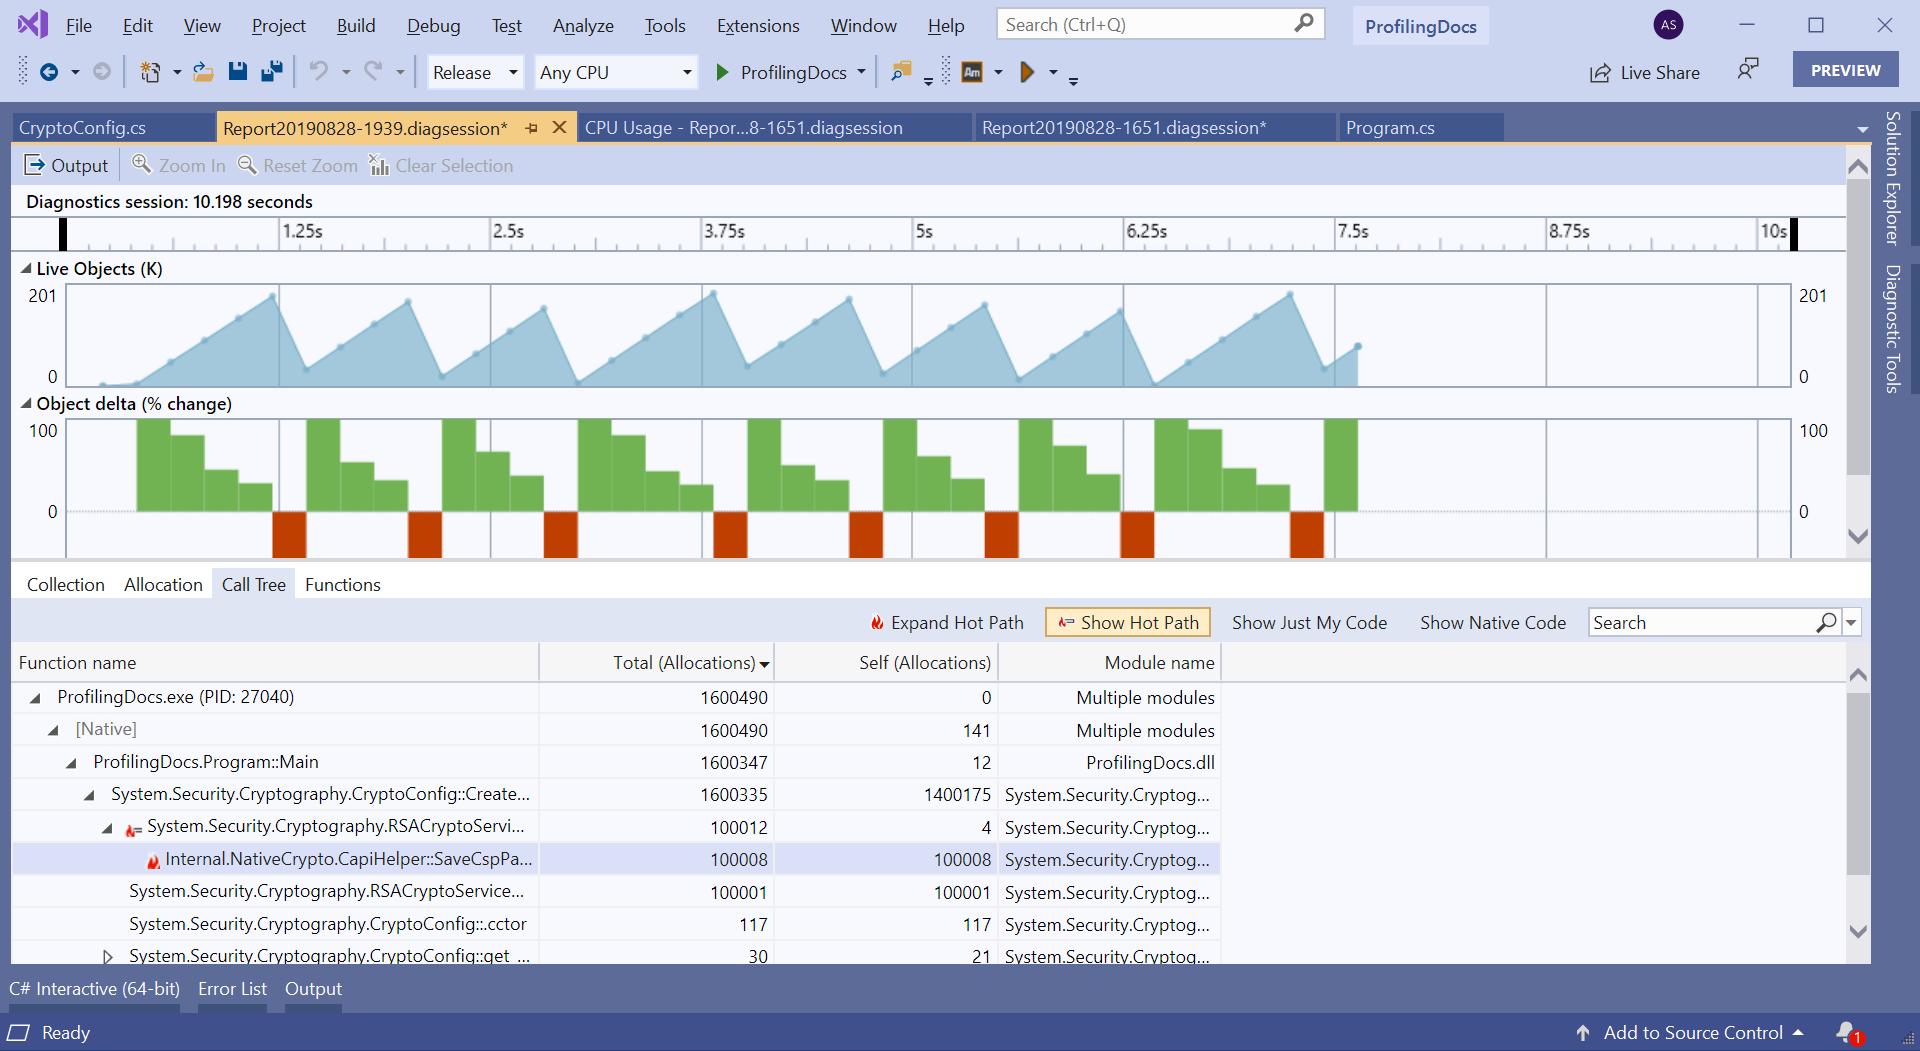 File Edit View Project Build Debug Test Analyze Tools Extensions Window Help Search (Ctrl+Q) ProfilingDocs AS
Release Any CPU ProfilingDocs Am Live Share PREVIEW
CryptoConfig.cs Report20190828-1939.diagsession* CPU Usage - Repor...8-1651.diagsession Report20190828-1651.diagsession* Program.cs
Solution Explorer
Diagnostic Tools
Output Zoom In Reset Zoom Clear Selection
Diagnostics session: 10.198 seconds
1.25s 2.5s 3.75s 5s 6.25s 7.5s 8.75s 10s
Live Objects (K)
201 201
0 0
Object delta (% change)
100 100
0 0
Collection Allocation Call Tree Functions
Expand Hot Path Show Hot Path Show Just My Code Show Native Code Search
Function name Total (Allocations) Self (Allocations) Module name
ProfilingDocs.exe (PID: 27040) 1600490 0 Multiple modules
[Native] 1600490 141 Multiple modules
ProfilingDocs.Program::Main 1600347 12 ProfilingDocs.dll
System.Security.Cryptography.CryptoConfig::Create... 1600335 1400175 System.Security.Cryptog...
System.Security.Cryptography.RSACryptoServi... 100012 4 System.Security.Cryptog...
Internal.NativeCrypto.CapiHelper::SaveCspPa... 100008 100008 System.Security.Cryptog...
System.Security.Cryptography.RSACryptoService... 100001 100001 System.Security.Cryptog...
System.Security.Cryptography.CryptoConfig::.cctor 117 117 System.Security.Cryptog...
System.Security.Cryptography.CryptoConfig::get_... 30 21 System.Security.Cryptog...
C# Interactive (64-bit) Error List Output
Ready Add to Source Control 1